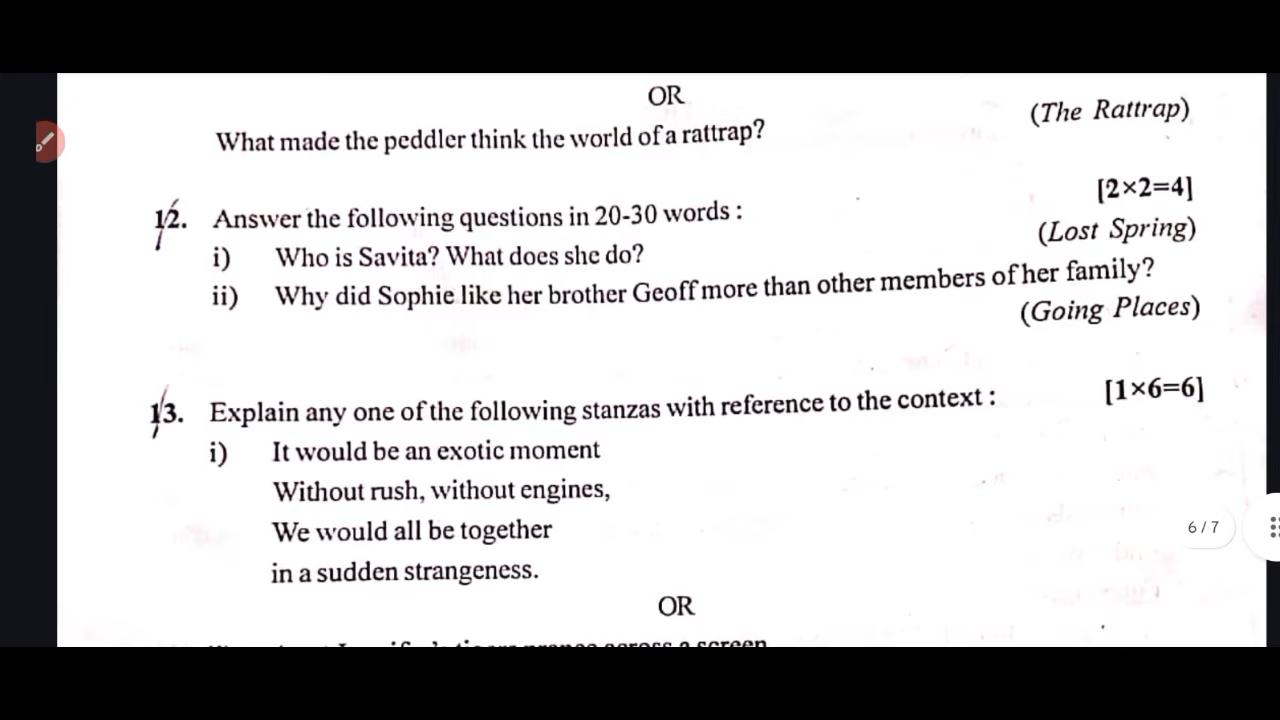 OR
What made the peddler think the world of a rattrap?
(The Rattrap)
12. Answer the following questions in 20-30 words :
[2×2=4]
i) Who is Savita? What does she do?
(Lost Spring)
ii) Why did Sophie like her brother Geoff more than other members of her family?
(Going Places)
13. Explain any one of the following stanzas with reference to the context :
[1×6=6]
i) It would be an exotic moment
Without rush, without engines,
We would all be together
in a sudden strangeness.
6 / 7
OR
across a screen